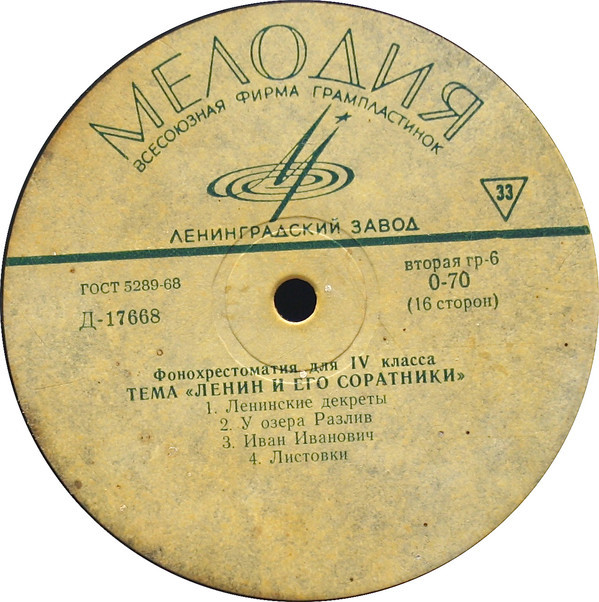 МЕЛОДИЯ
ВСЕСОЮЗНАЯ ФИРМА ГРАМПЛАСТИНОК
33
ЛЕНИНГРАДСКИЙ ЗАВОД
ГОСТ 5289-68
Д-17668
вторая гр-6
0-70
(16 сторон)
Фонохрестоматия для IV класса
ТЕМА «ЛЕНИН И ЕГО СОРАТНИКИ»
1. Ленинские декреты
2. У озера Разлив
3. Иван Иванович
4. Листовки